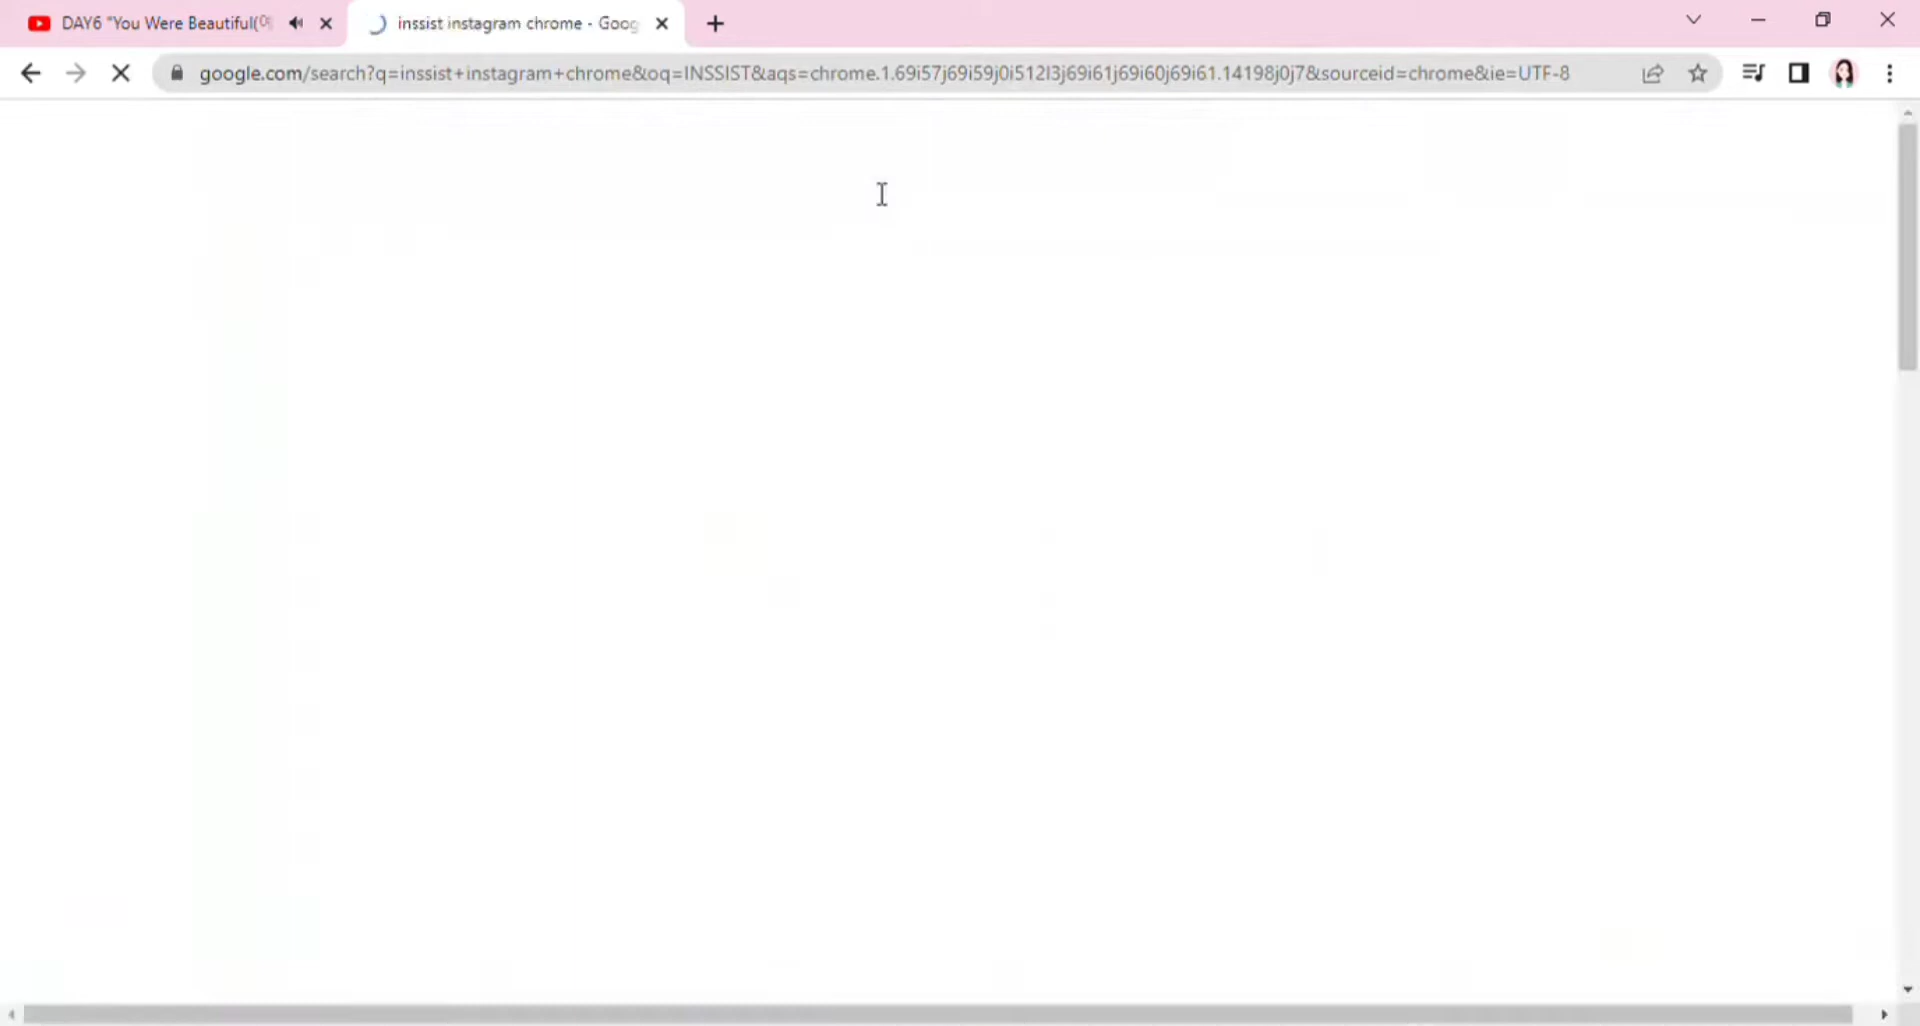 DAY6 "You Were Beautiful(
inssist instagram chrome - Goog
google.com/search?q=inssist+instagram+chrome&oq=INSSIST&aqs=chrome.1.69i57j69i59j0i512l3j69i61j69i60j69i61.14198j0j7&sourceid=chrome&ie=UTF-8